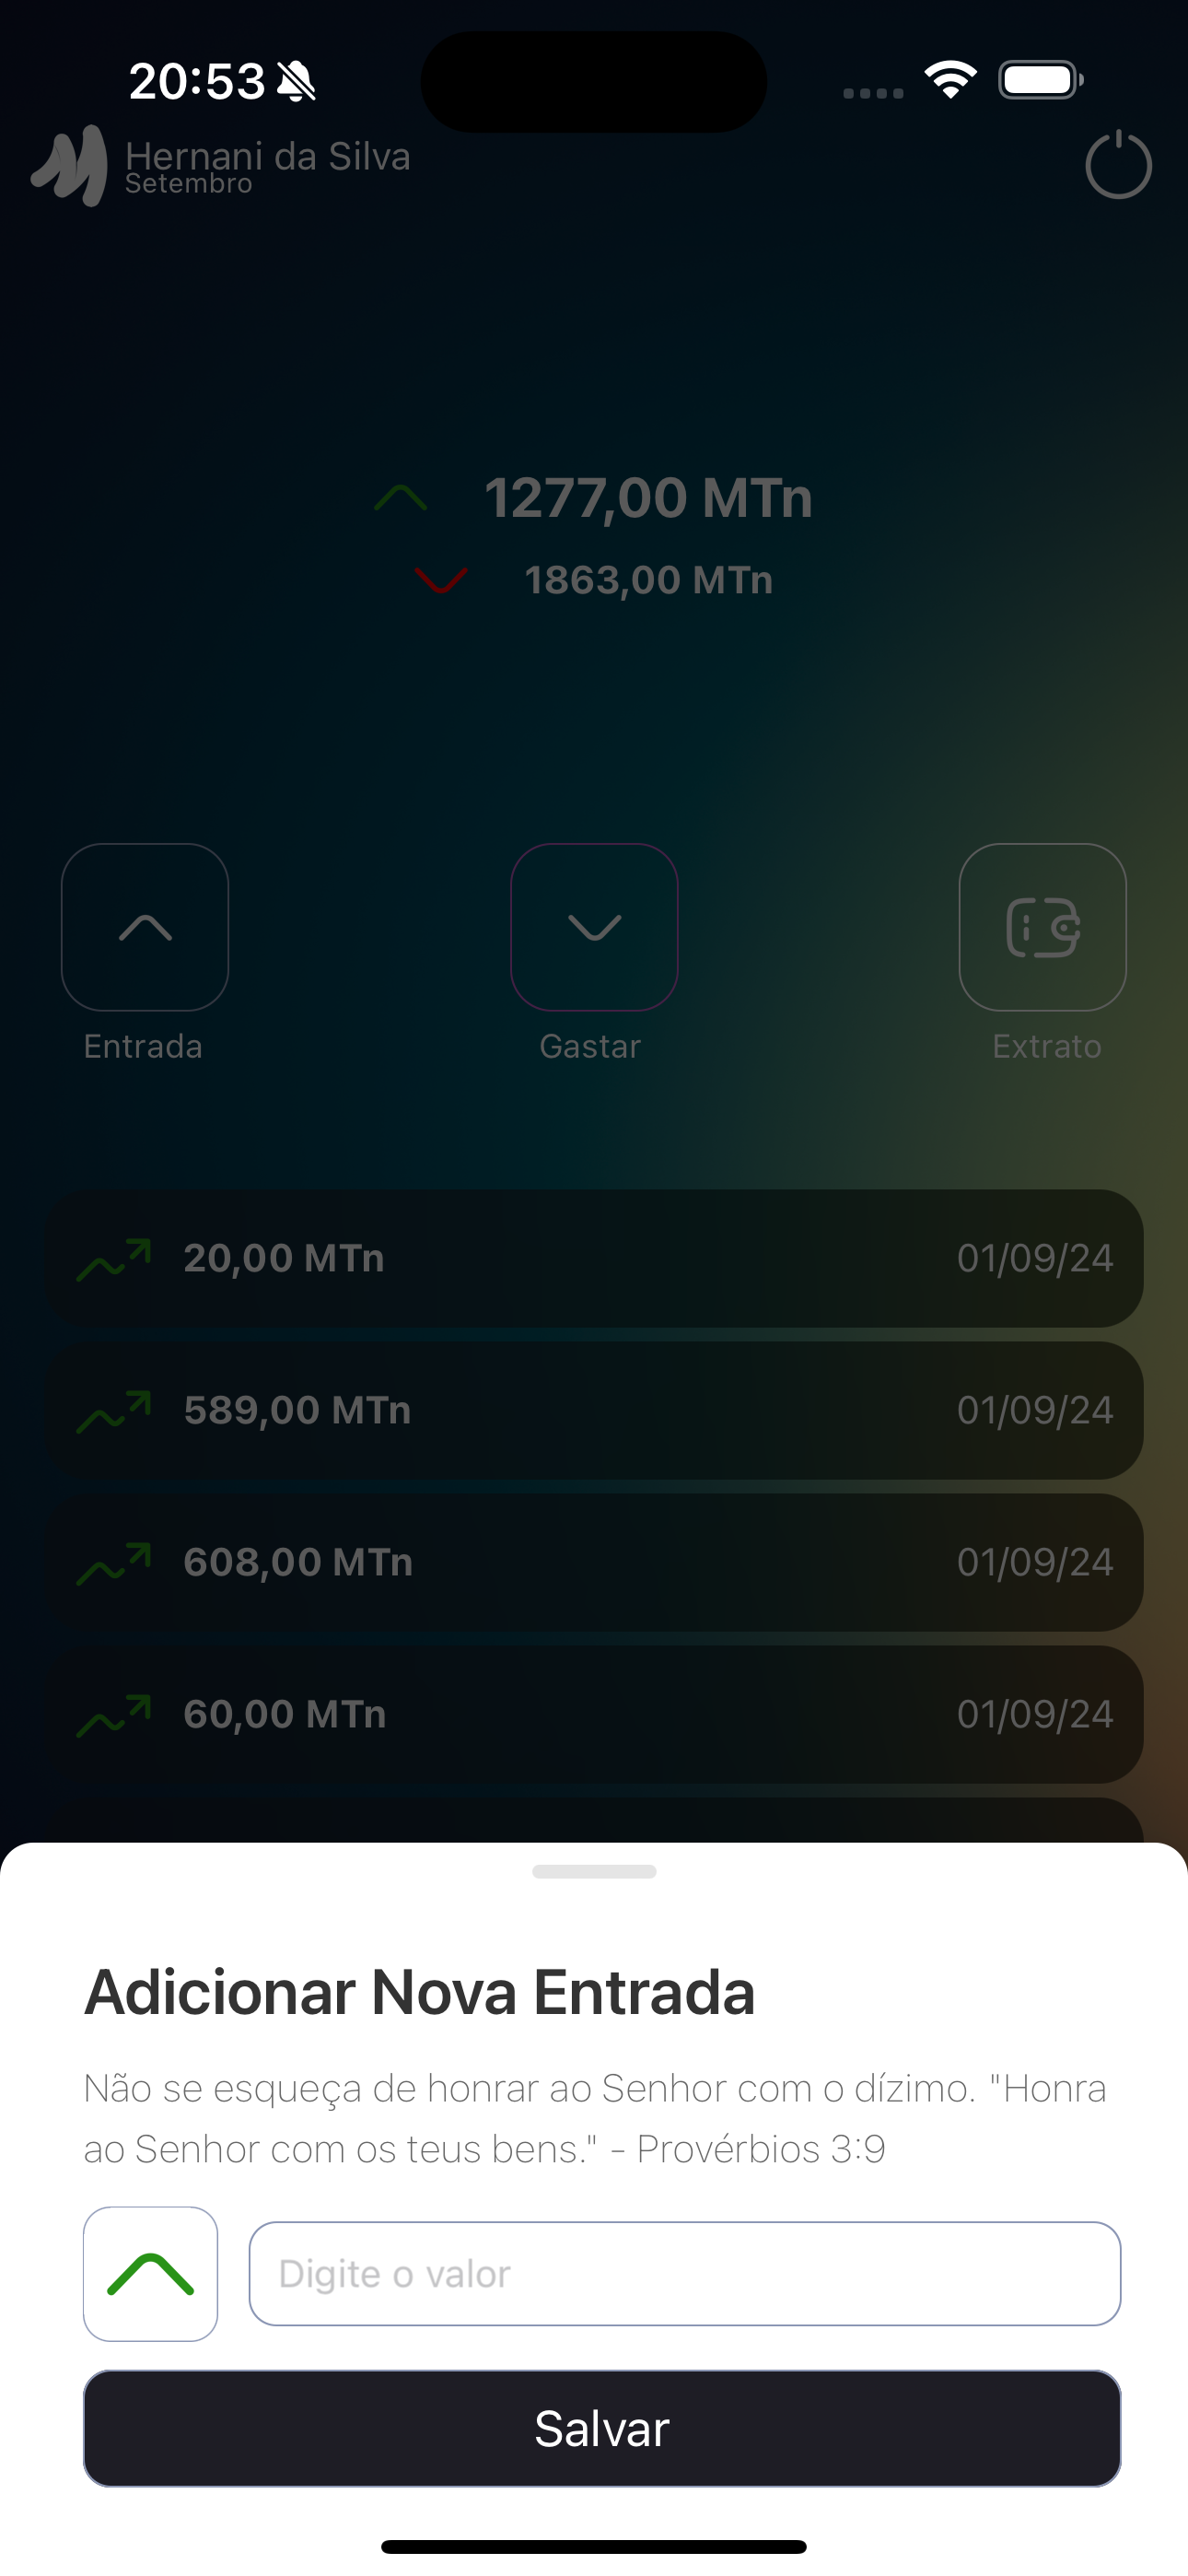 20:53
Hernani da Silva
Setembro
1277,00 MTn
1863,00 MTn
Entrada
Gastar
Extrato
20,00 MTn
01/09/24
589,00 MTn
01/09/24
608,00 MTn
01/09/24
60,00 MTn
01/09/24
Adicionar Nova Entrada
Não se esqueça de honrar ao Senhor com o dízimo. "Honra
ao Senhor com os teus bens." - Provérbios 3:9
Digite o valor
Salvar